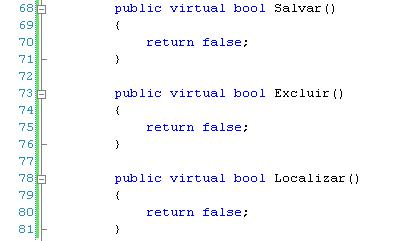 68 public virtual bool Salvar()
69 {
70 return false;
71 }
72
73 public virtual bool Excluir()
74 {
75 return false;
76 }
77
78 public virtual bool Localizar()
79 {
80 return false;
81 }